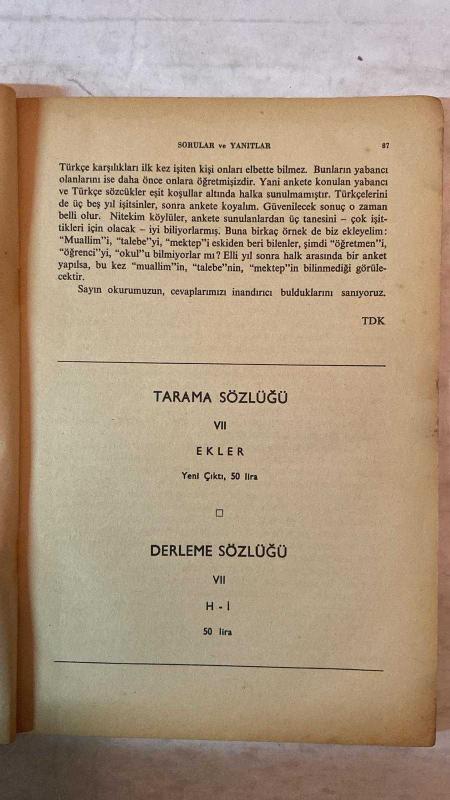 SORULAR ve YANITLAR 87
Türkçe karşılıkları ilk kez işiten kişi onları elbette bilmez. Bunların yabancı
olanlarını ise daha önce onlara öğretmişizdir. Yani ankete konulan yabancı
ve Türkçe sözcükler eşit koşullar altında halka sunulmamıştır. Türkçelerini
de üç beş yıl işitsinler, sonra ankete koyalım. Güvenilecek sonuç o zaman
belli olur. Nitekim köylüler, ankete sunulanlardan üç tanesini – çok işit-
tikleri için olacak – iyi biliyorlarmış. Buna birkaç örnek de biz ekleyelim:
"Muallim"i, "talebe"yi, "mektep"i eskiden beri bilenler, şimdi "öğretmen"i,
"öğrenci"yi, "okul"u bilmiyorlar mı? Elli yıl sonra halk arasında bir anket
yapılsa, bu kez "muallim"in, "talebe"nin, "mektep"in bilinmediği görüle-
cektir.
Sayın okurumuzun, cevaplarımızı inandırıcı bulduklarını sanıyoruz.
TDK
TARAMA SÖZLÜĞÜ
VII
EKLER
Yeni Çıktı, 50 lira
DERLEME SÖZLÜĞÜ
VII
H - İ
50 lira